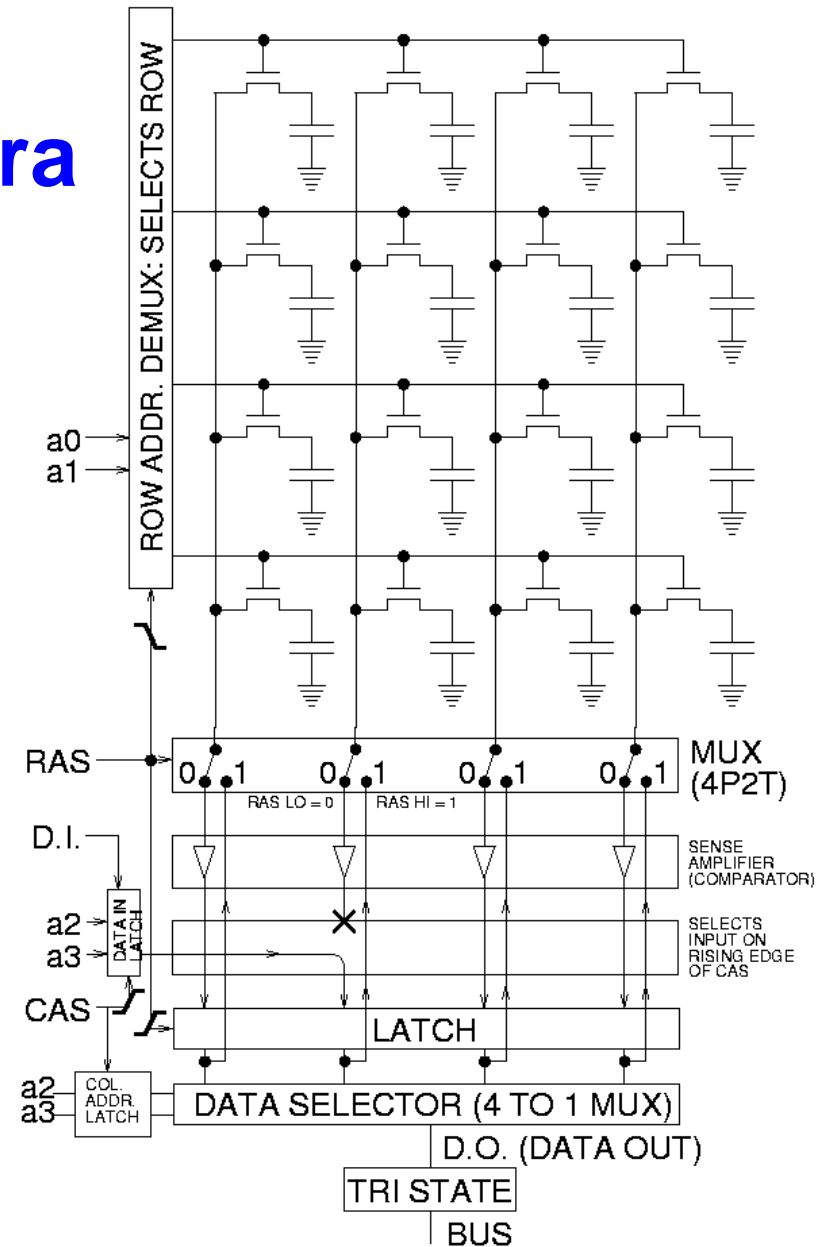 ra
ROW ADDR. DEMUX: SELECTS ROW
a0
a1
RAS
0 1 0 1 0 1 0 1
RAS LO = 0 RAS HI = 1
MUX
(4P2T)
D.I.
SENSE
AMPLIFIER
(COMPARATOR)
a2
a3
DATA IN
LATCH
SELECTS
INPUT ON
RISING EDGE
OF CAS
CAS
LATCH
a2
a3
COL.
ADDR.
LATCH
DATA SELECTOR (4 TO 1 MUX)
D.O. (DATA OUT)
TRI STATE
BUS